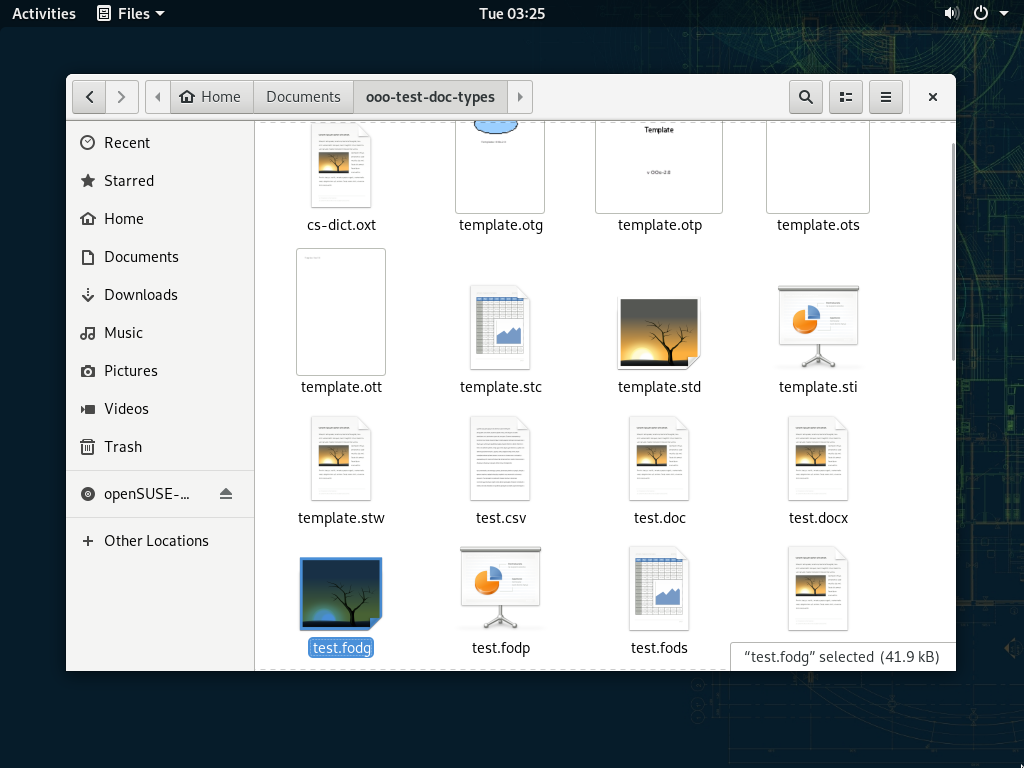 Activities Files Tue 03:25
Home Documents ooo-test-doc-types
Recent
Starred
Home
Documents
Downloads
Music
Pictures
Videos
Trash
openSUSE-...
Other Locations
Template
cs-dict.oxt template.otg template.otp template.ots
template.ott template.stc template.std template.sti
template.stw test.csv test.doc test.docx
test.fodg test.fodp test.fods
“test.fodg” selected (41.9 kB)